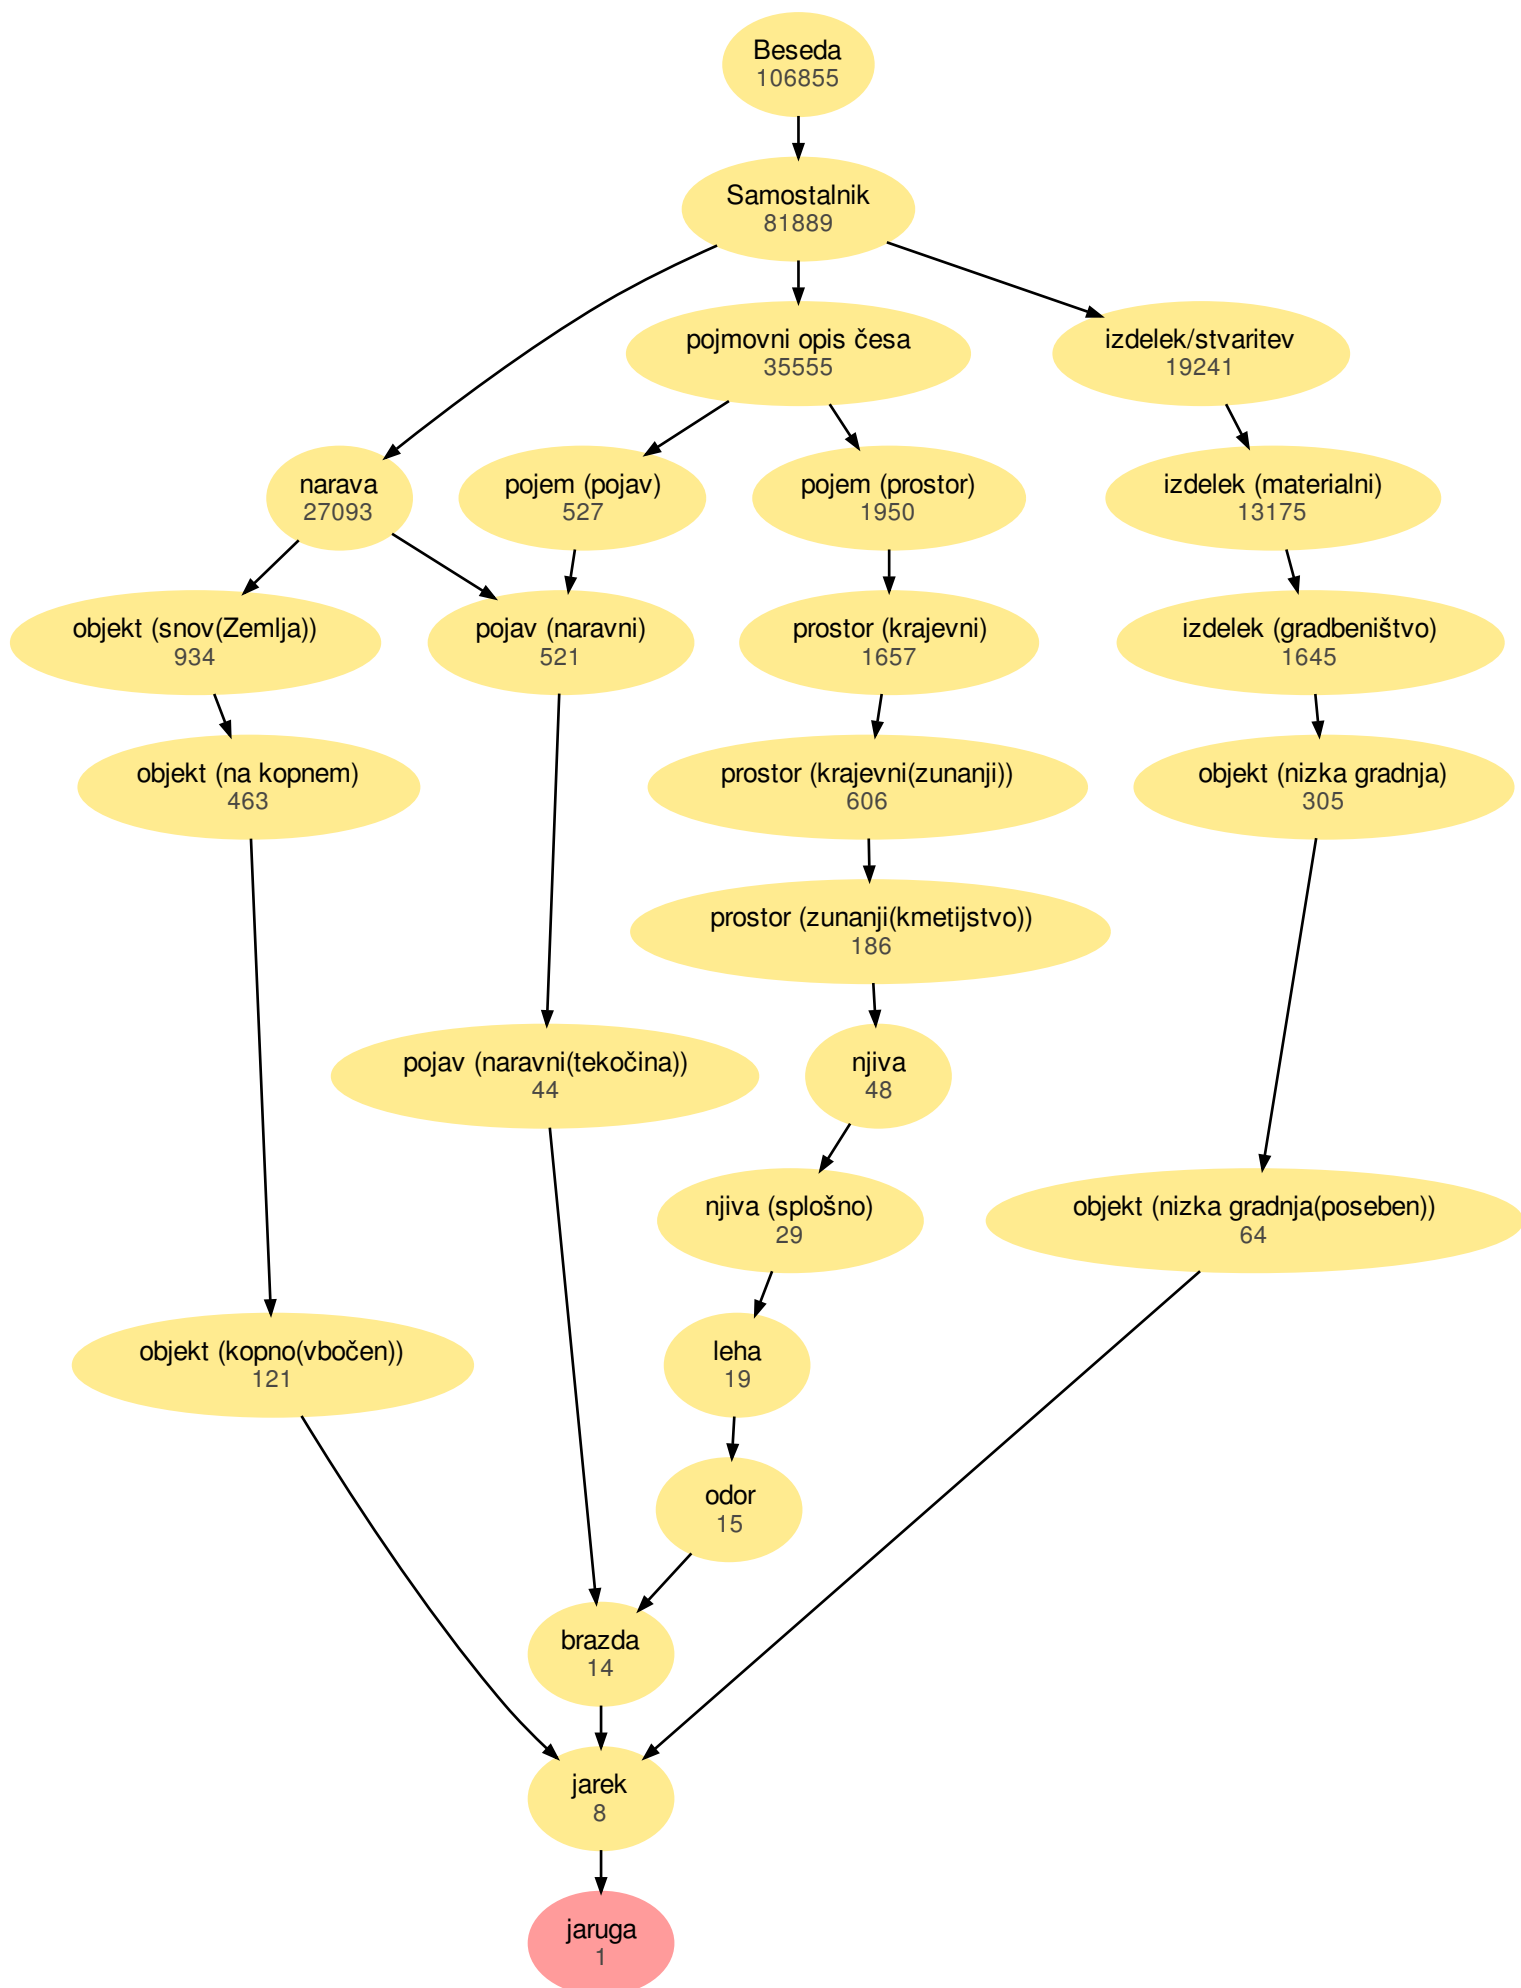 Beseda
106855
Samostalnik
81889
pojmovni opis česa
35555
izdelek/stvaritev
19241
narava
27093
pojem (pojav)
527
pojem (prostor)
1950
izdelek (materialni)
13175
objekt (snov(Zemlja))
934
pojav (naravni)
521
prostor (krajevni)
1657
izdelek (gradbeništvo)
1645
objekt (na kopnem)
463
prostor (krajevni(zunanji))
606
objekt (nizka gradnja)
305
prostor (zunanji(kmetijstvo))
186
pojav (naravni(tekočina))
44
njiva
48
njiva (splošno)
29
objekt (nizka gradnja(poseben))
64
objekt (kopno(vbočen))
121
leha
19
odor
15
brazda
14
jarek
8
jaruga
1